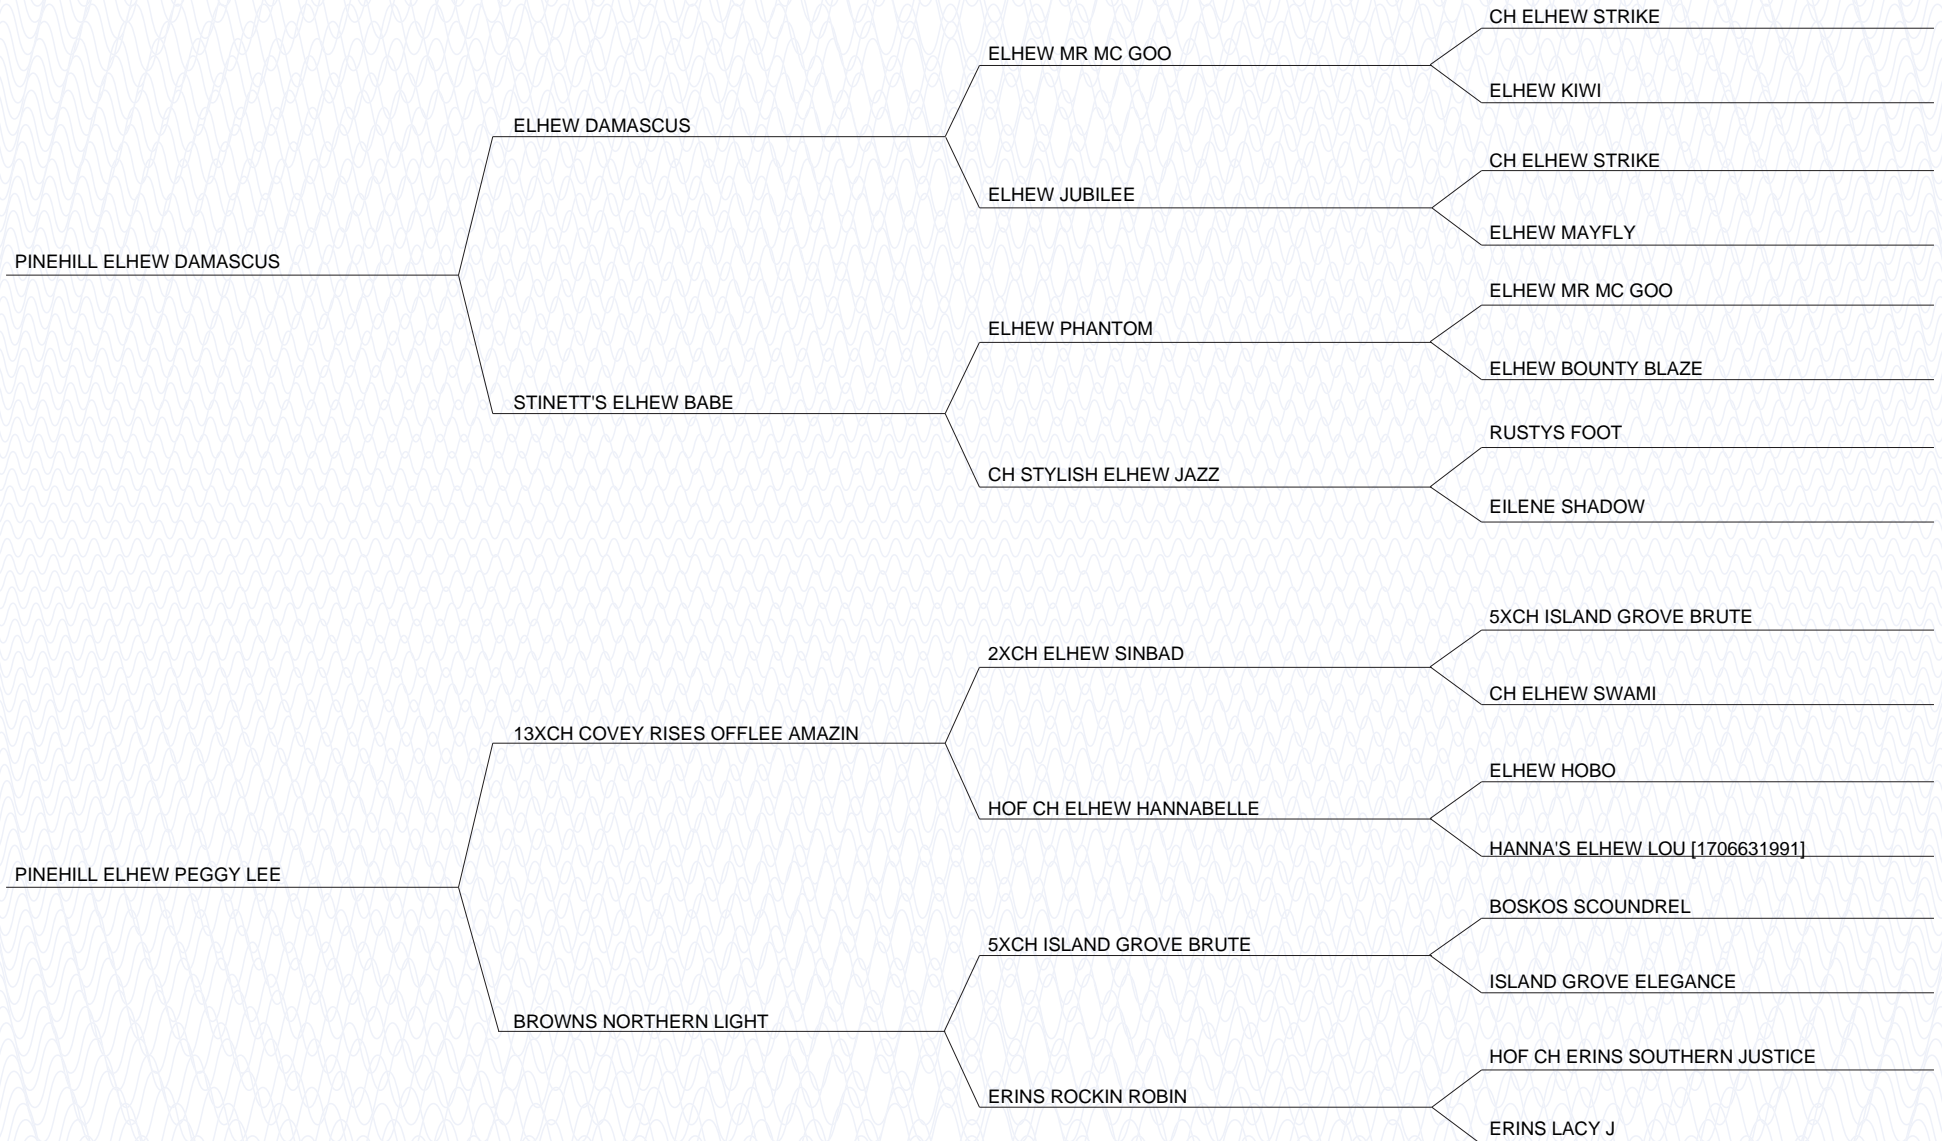 CH ELHEW STRIKE
ELHEW MR MC GOO
ELHEW KIWI
ELHEW DAMASCUS
CH ELHEW STRIKE
ELHEW JUBILEE
ELHEW MAYFLY
PINEHILL ELHEW DAMASCUS
ELHEW MR MC GOO
ELHEW PHANTOM
ELHEW BOUNTY BLAZE
STINETT'S ELHEW BABE
RUSTYS FOOT
CH STYLISH ELHEW JAZZ
EILENE SHADOW
5XCH ISLAND GROVE BRUTE
2XCH ELHEW SINBAD
CH ELHEW SWAMI
13XCH COVEY RISES OFFLEE AMAZIN
ELHEW HOBO
HOF CH ELHEW HANNABELLE
HANNA'S ELHEW LOU [1706631991]
PINEHILL ELHEW PEGGY LEE
BOSKOS SCOUNDREL
5XCH ISLAND GROVE BRUTE
ISLAND GROVE ELEGANCE
BROWNS NORTHERN LIGHT
HOF CH ERINS SOUTHERN JUSTICE
ERINS ROCKIN ROBIN
ERINS LACY J